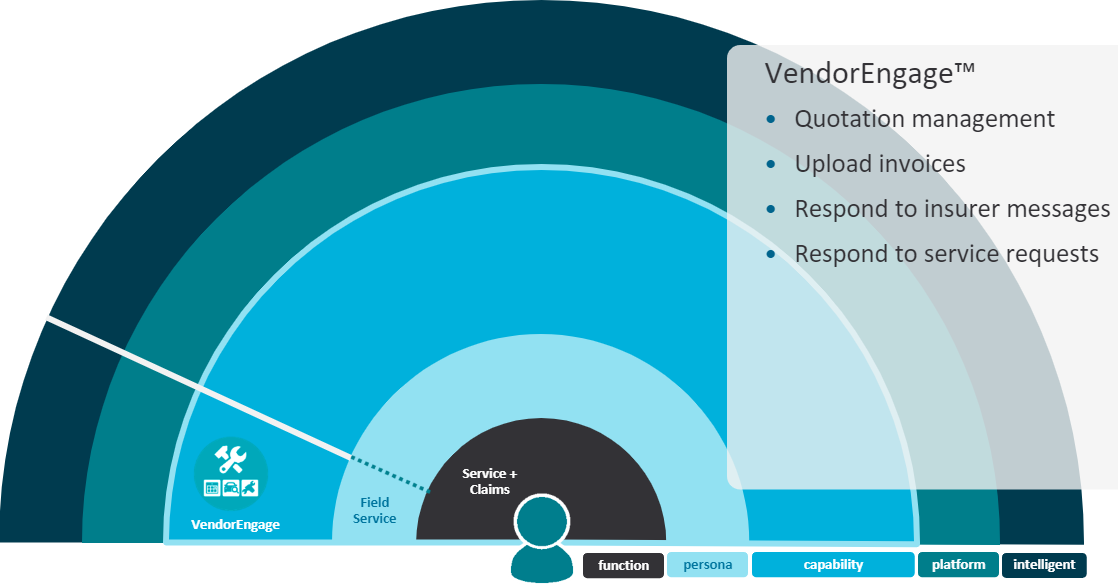 VendorEngage™
• Quotation management
• Upload invoices
• Respond to insurer messages
• Respond to service requests
Service +
Claims
Field
Service
VendorEngage
function
persona
capability
platform
intelligent